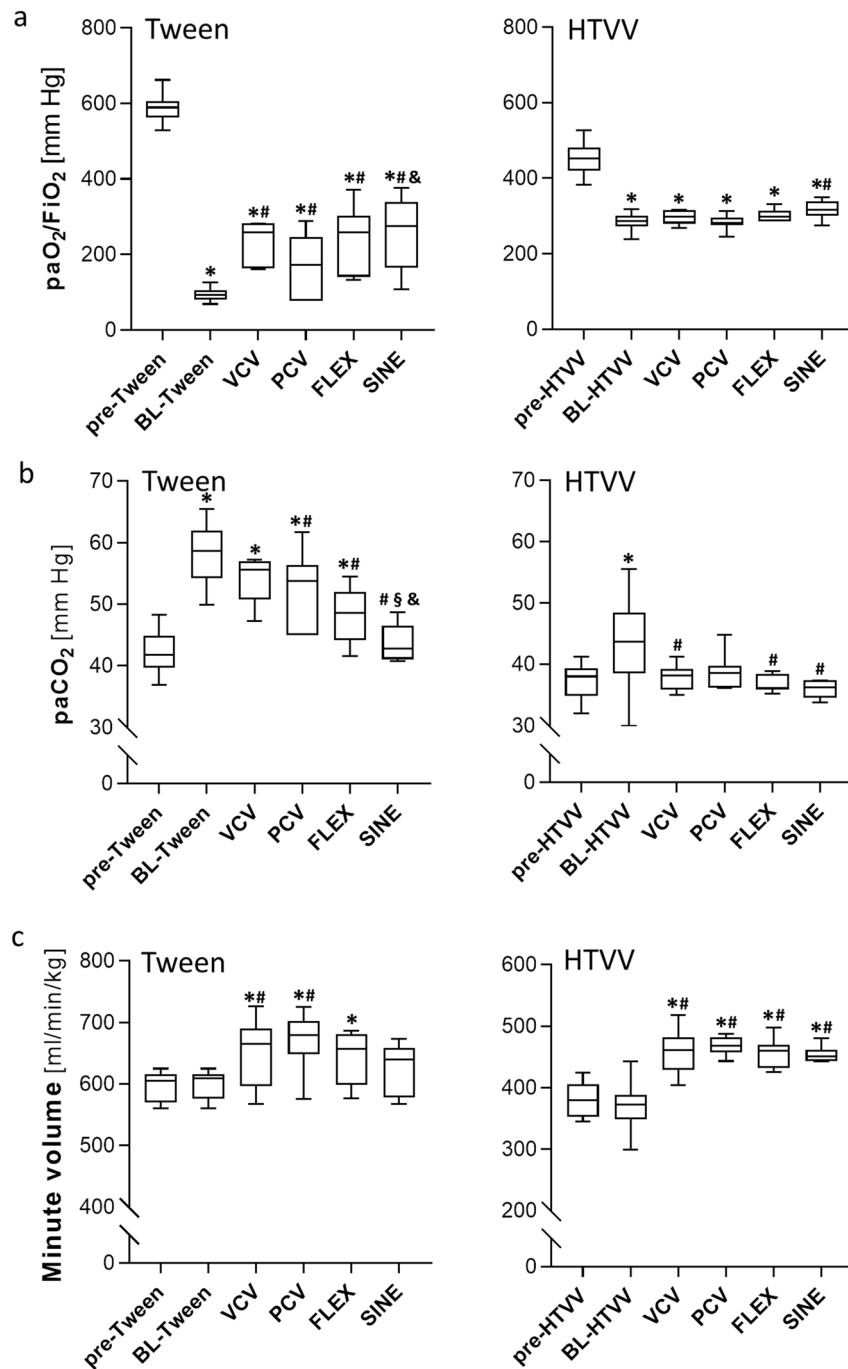 a
Tween
HTVV
paO2/FiO2 [mm Hg]
800
600
400
200
0
*
*#
*#
*#
*#&
pre-Tween
BL-Tween
VCV
PCV
FLEX
SINE
800
600
400
200
0
*
*
*
*
*#
pre-HTVV
BL-HTVV
VCV
PCV
FLEX
SINE
b
Tween
HTVV
paCO2 [mm Hg]
70
60
50
40
30
0
*
*
*#
*#
# § &
pre-Tween
BL-Tween
VCV
PCV
FLEX
SINE
70
60
50
40
30
0
*
#
#
#
pre-HTVV
BL-HTVV
VCV
PCV
FLEX
SINE
c
Tween
HTVV
Minute volume [ml/min/kg]
800
700
600
500
400
0
*#
*#
*
pre-Tween
BL-Tween
VCV
PCV
FLEX
SINE
600
500
400
300
200
0
*#
*#
*#
*#
pre-HTVV
BL-HTVV
VCV
PCV
FLEX
SINE